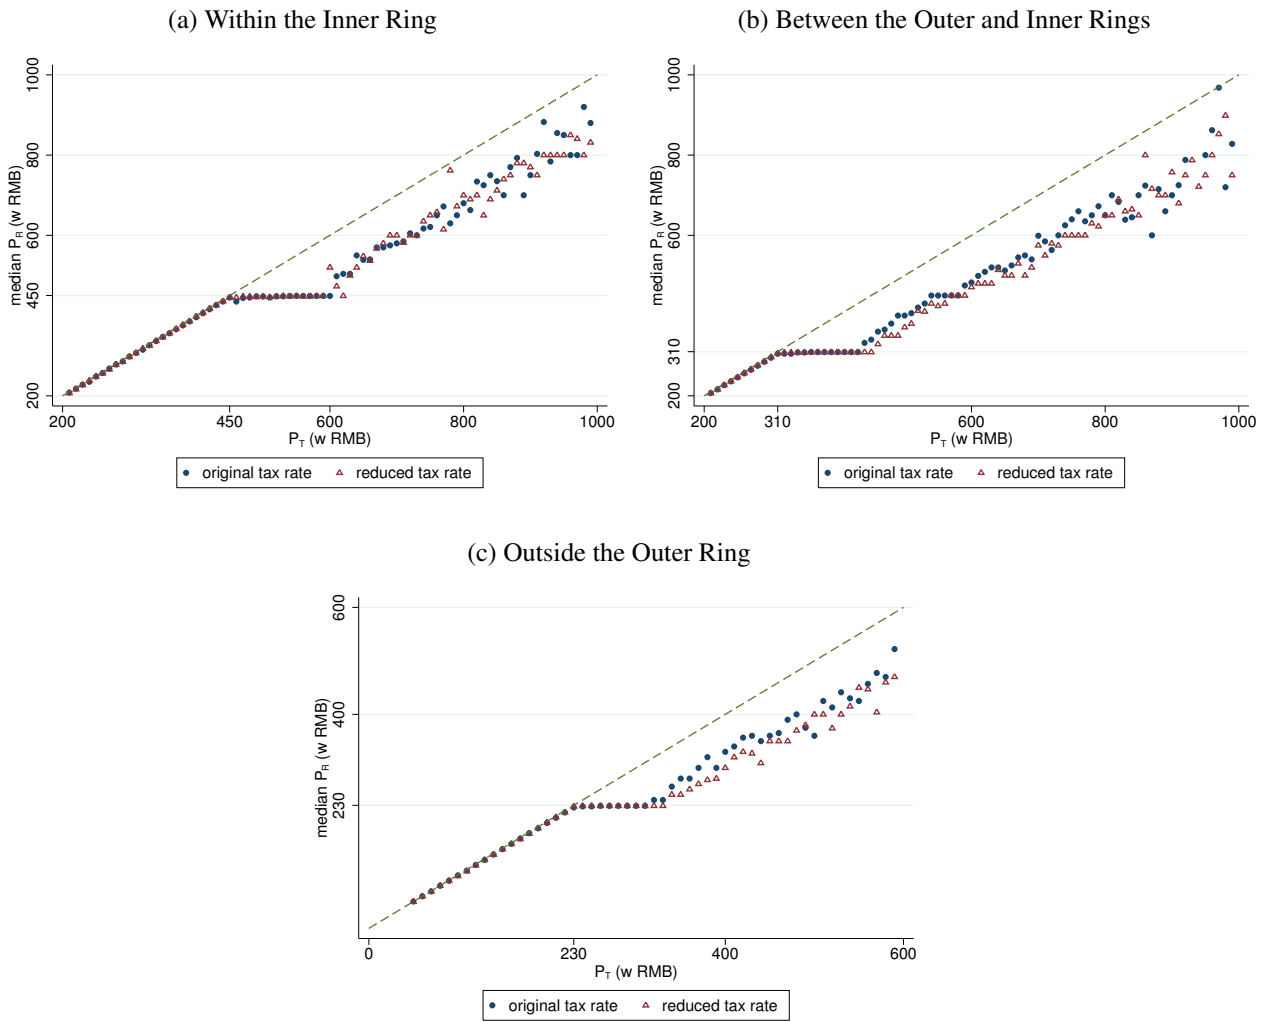 (a) Within the Inner Ring
median P_R (w RMB)
1000
800
600
450
200
200 450 600 800 1000
P_T (w RMB)
original tax rate reduced tax rate
(b) Between the Outer and Inner Rings
median P_R (w RMB)
1000
800
600
310
200
200 310 600 800 1000
P_T (w RMB)
original tax rate reduced tax rate
(c) Outside the Outer Ring
median P_R (w RMB)
600
400
230
0 230 400 600
P_T (w RMB)
original tax rate reduced tax rate